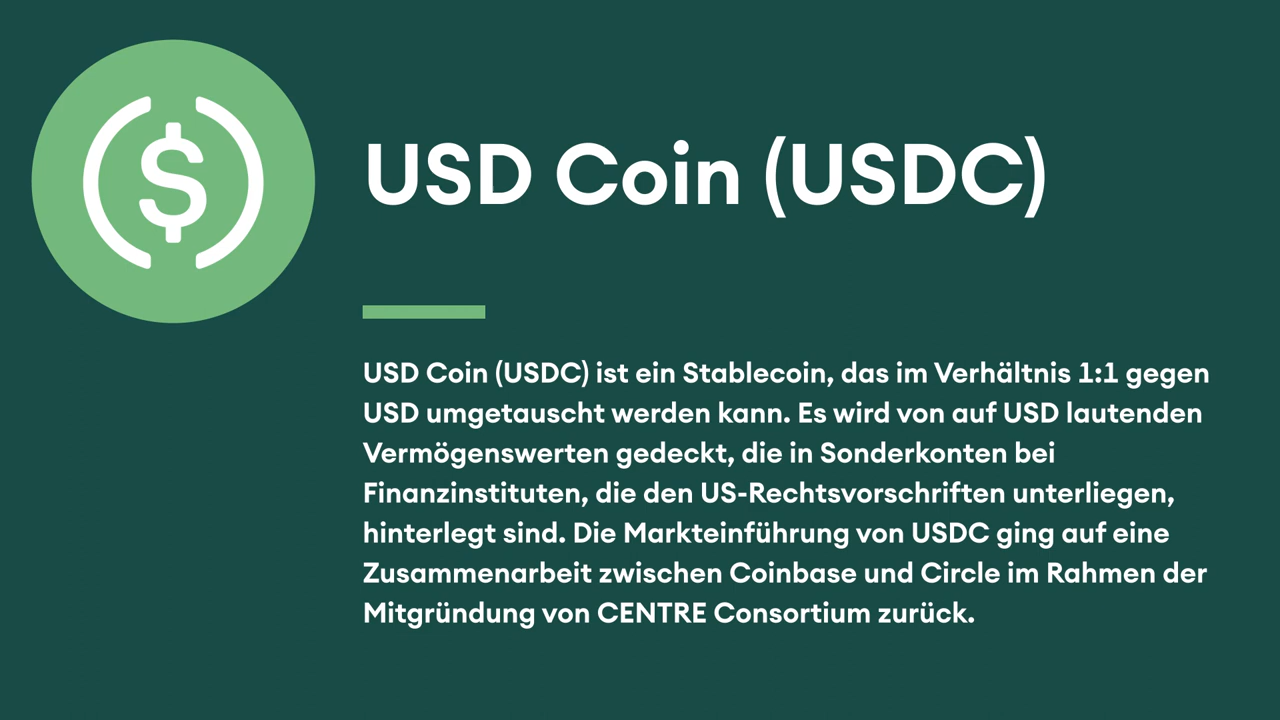 USD Coin (USDC)
USD Coin (USDC) ist ein Stablecoin, das im Verhältnis 1:1 gegen
USD umgetauscht werden kann. Es wird von auf USD lautenden
Vermögenswerten gedeckt, die in Sonderkonten bei
Finanzinstituten, die den US-Rechtsvorschriften unterliegen,
hinterlegt sind. Die Markteinführung von USDC ging auf eine
Zusammenarbeit zwischen Coinbase und Circle im Rahmen der
Mitgründung von CENTRE Consortium zurück.